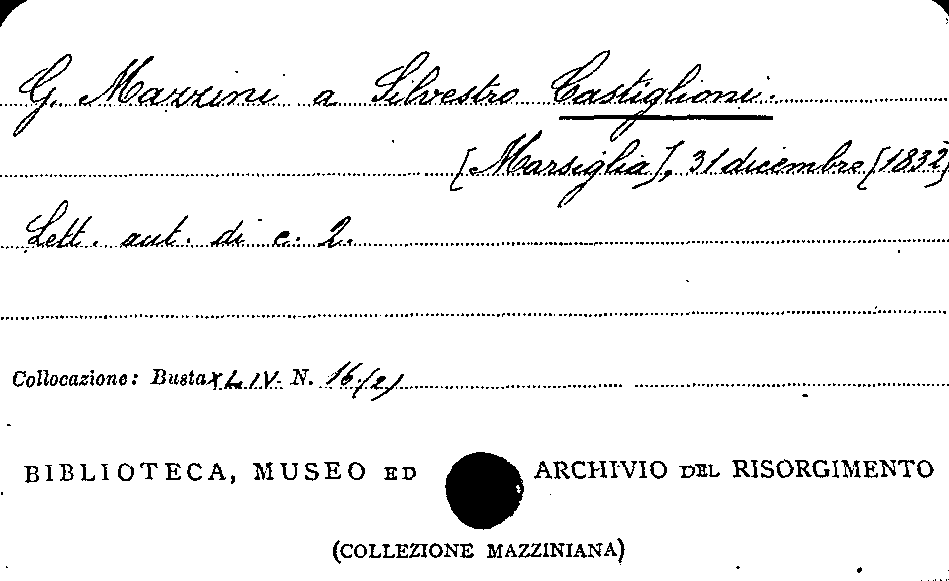 G. Mazzini a Silvestro Castiglioni.
[Marsiglia], 31 dicembre [1832]
Lett. aut. di c. 2.
Collocazione: Busta XLIV. N. 16.(2)
BIBLIOTECA, MUSEO ED ARCHIVIO DEL RISORGIMENTO
(COLLEZIONE MAZZINIANA)